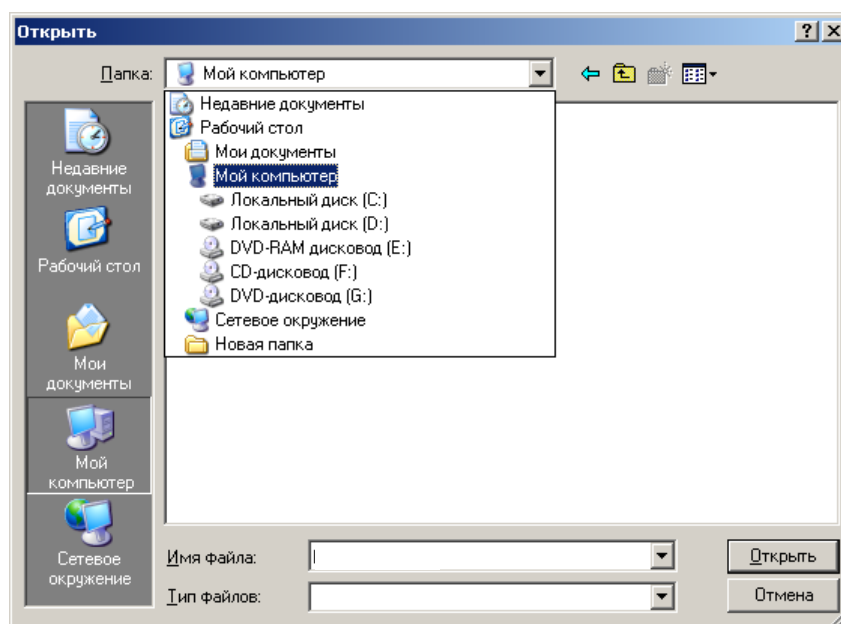 Открыть
Папка:
Мой компьютер
Недавние документы
Рабочий стол
Мои документы
Мой компьютер
Локальный диск (C:)
Локальный диск (D:)
DVD-RAM дисковод (E:)
CD-дисковод (F:)
DVD-дисковод (G:)
Сетевое окружение
Новая папка
Недавние
документы
Рабочий стол
Мои
документы
Мой
компьютер
Сетевое
окружение
Имя файла:
Открыть
Тип файлов:
Отмена